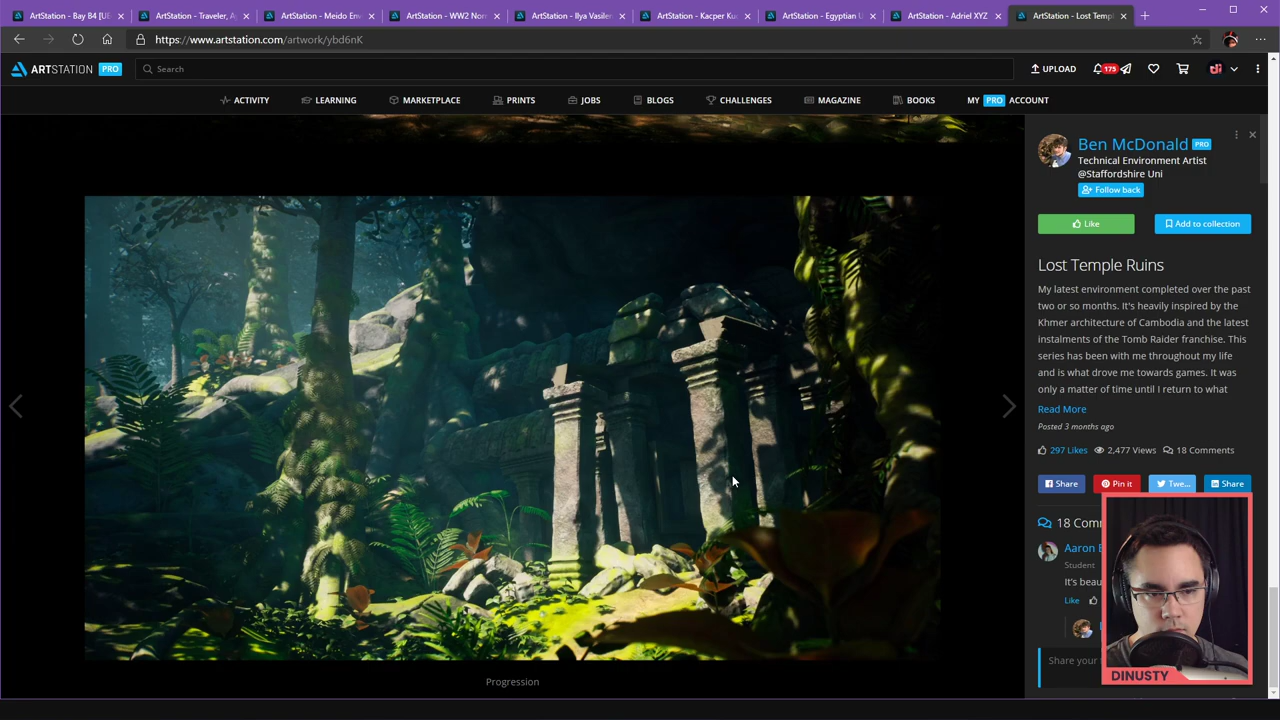 ArtStation - Bay B4 [UE
ArtStation - Traveler, A
ArtStation - Meido Env
ArtStation - WW2 Norm
ArtStation - Ilya Vasilen
ArtStation - Kacper Ku
ArtStation - Egyptian U
ArtStation - Adriel XYZ
ArtStation - Lost Temp
https://www.artstation.com/artwork/ybd6nK
ARTSTATION PRO
Search
UPLOAD
175
ACTIVITY
LEARNING
MARKETPLACE
PRINTS
JOBS
BLOGS
CHALLENGES
MAGAZINE
BOOKS
MY PRO ACCOUNT
Ben McDonald PRO
Technical Environment Artist
@Staffordshire Uni
Follow back
Like
Add to collection
Lost Temple Ruins
My latest environment completed over the past
two or so months. It's heavily inspired by the
Khmer architecture of Cambodia and the latest
instalments of the Tomb Raider franchise. This
series has been with me throughout my life
and is what drove me towards games. It was
only a matter of time until I return to what
Read More
Posted 3 months ago
297 Likes 2,477 Views 18 Comments
Share
Pin it
Twe...
Share
18 Com
Aaron
Student
It's beau
Like
Share your
Progression
DINUSTY